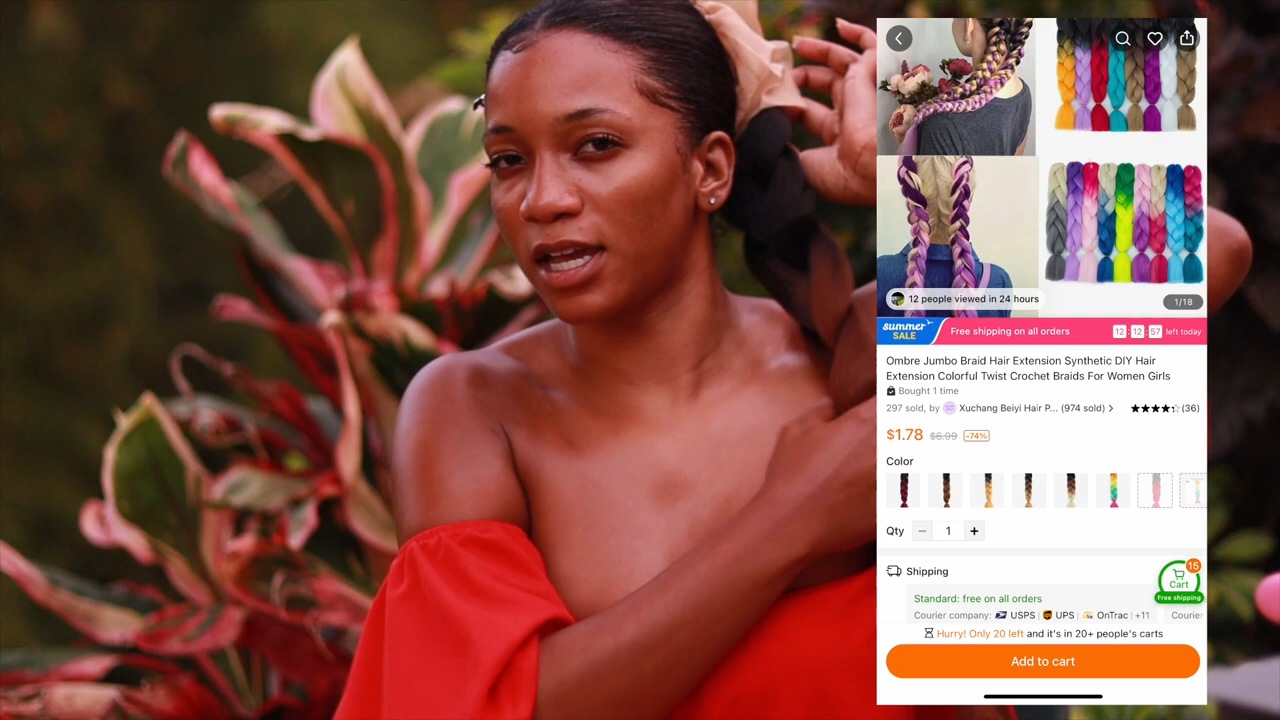 1/18
12 people viewed in 24 hours
summer SALE
Free shipping on all orders
12 : 12 : 57 left today
Ombre Jumbo Braid Hair Extension Synthetic DIY Hair
Extension Colorful Twist Crochet Braids For Women Girls
Bought 1 time
297 sold, by Xuchang Beiyi Hair P... (974 sold) (36)
$1.78 $6.99 -74%
Color
Qty 1
Shipping
15
Cart
Free shipping
Standard: free on all orders
Courier company: USPS UPS OnTrac +11 Courier
Hurry! Only 20 left and it's in 20+ people's carts
Add to cart